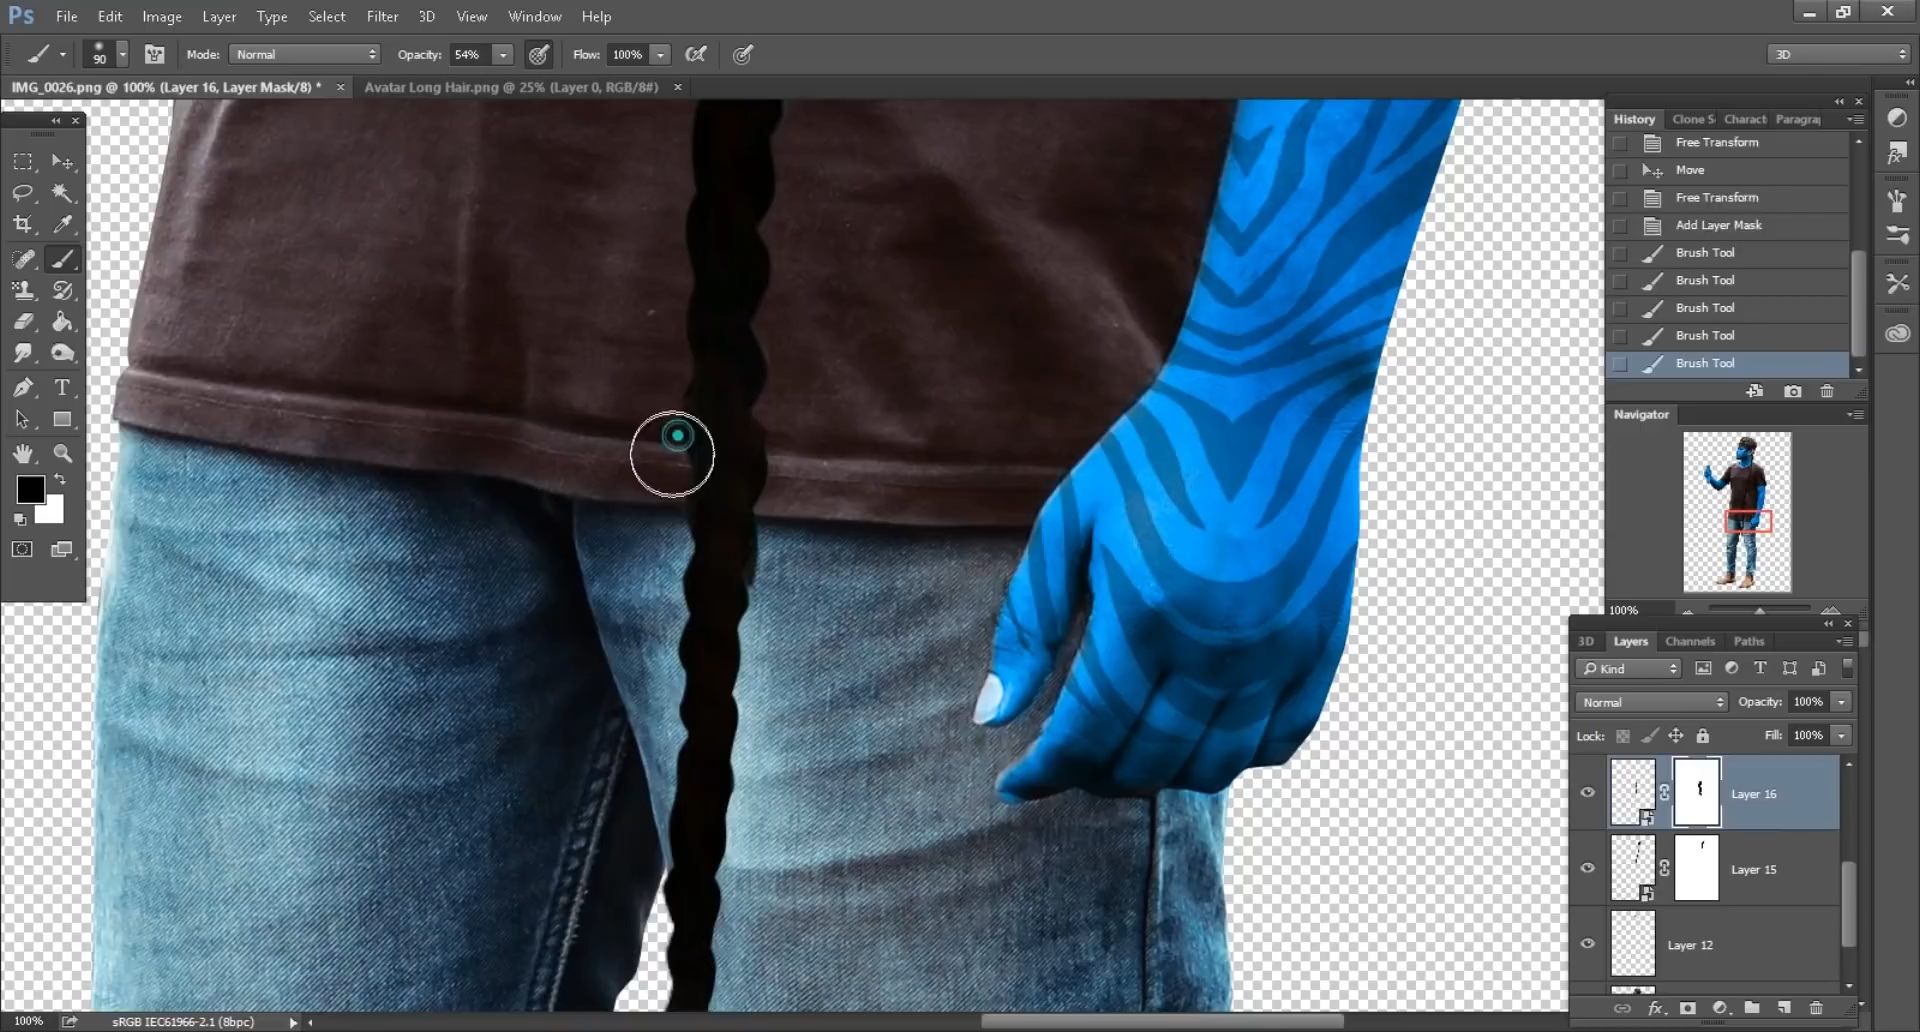 Ps File Edit Image Layer Type Select Filter 3D View Window Help
90 Mode: Normal Opacity: 54% Flow: 100% 3D
IMG_0026.png @ 100% (Layer 16, Layer Mask/8) * × Avatar Long Hair.png @ 25% (Layer 0, RGB/8#) ×
History Clone S Charact Paragra
Free Transform
Move
Free Transform
Add Layer Mask
Brush Tool
Brush Tool
Brush Tool
Brush Tool
Brush Tool
Navigator
100%
3D Layers Channels Paths
Kind
Normal Opacity: 100%
Lock: Fill: 100%
Layer 16
Layer 15
Layer 12
100% sRGB IEC61966-2.1 (8bpc)